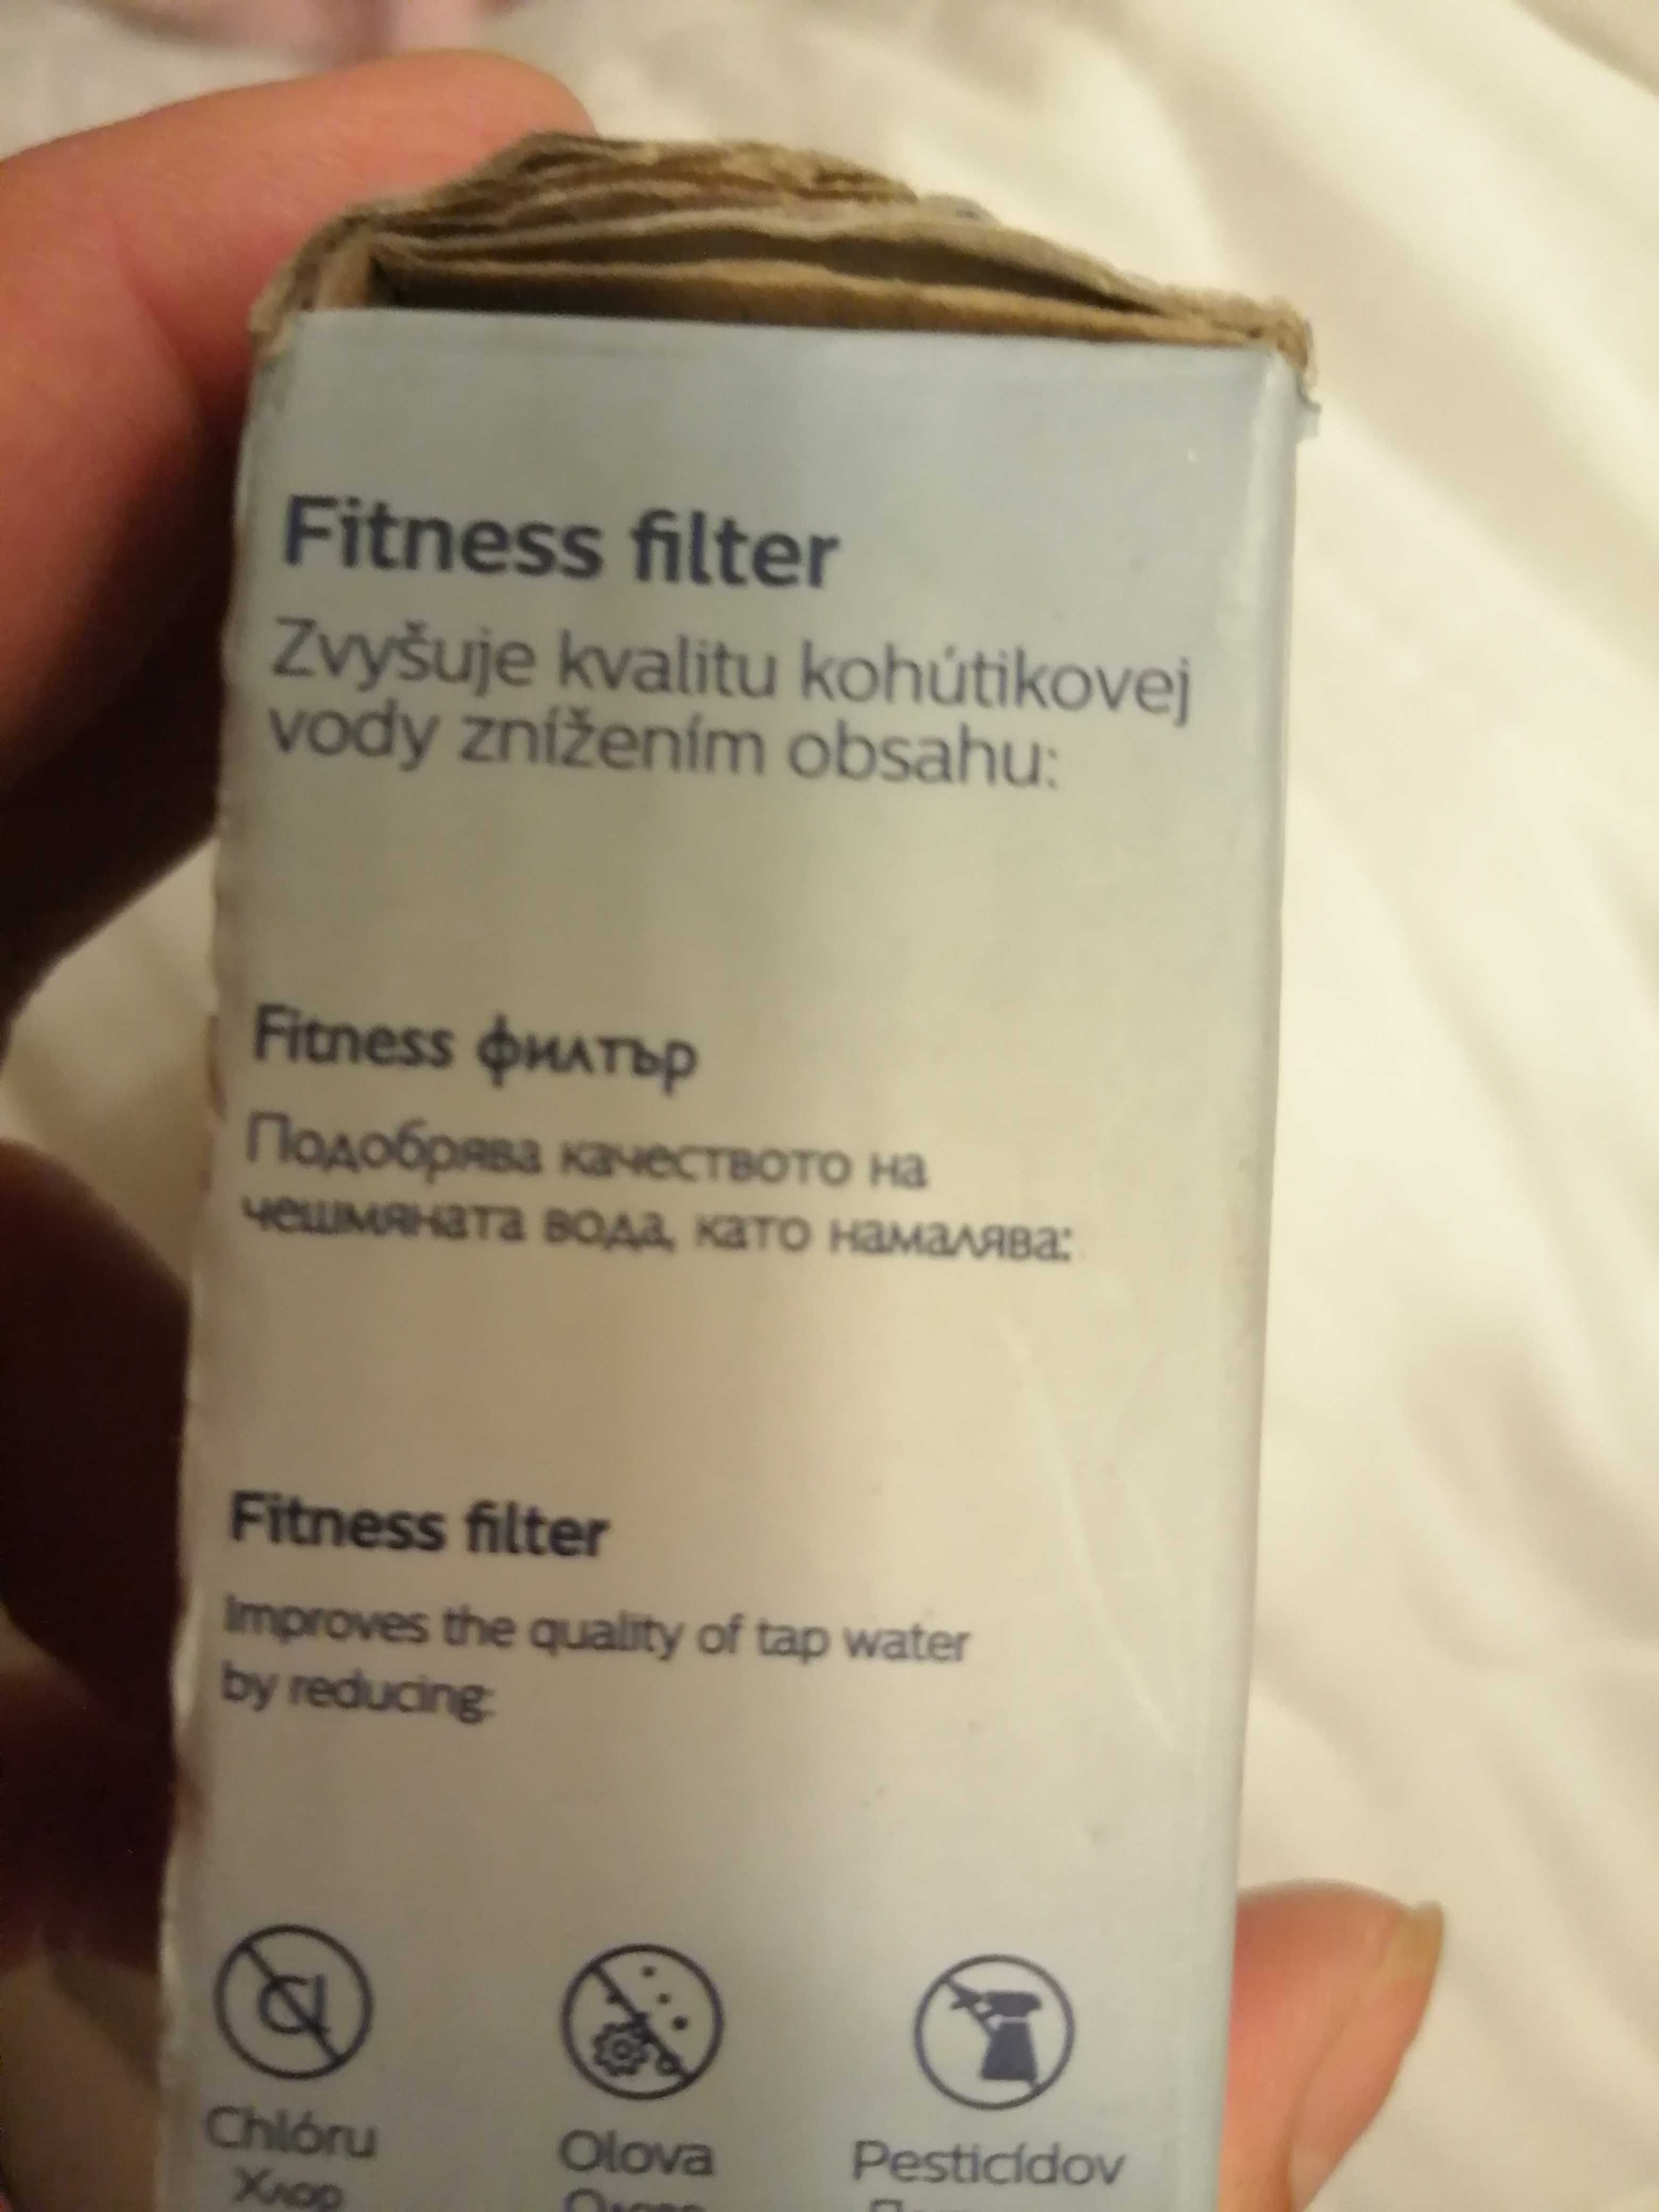 Fitness filter
Zvyšuje kvalitu kohútikovej
vody znížením obsahu:
Fitness филтър
Подобрява качеството на
чешмяната вода, като намалява:
Fitness filter
Improves the quality of tap water
by reducing:
Cl
Chlóru Olova Pesticídov
Хлор